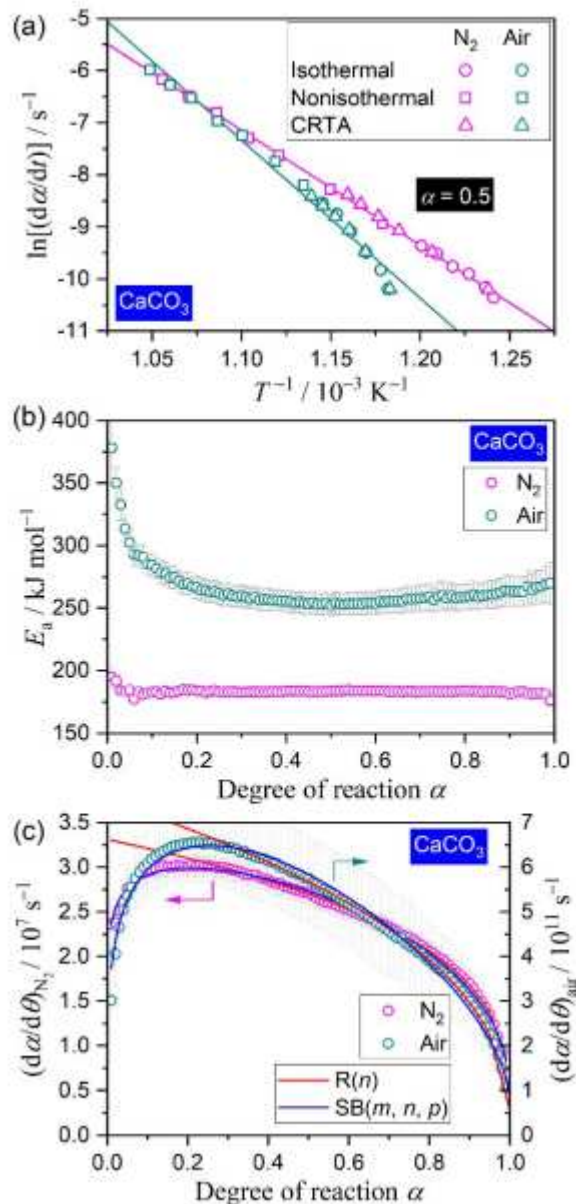 (a)
-5
-6
-7
-8
-9
-10
-11
ln[(dα/dt)] / s⁻¹
N₂ Air
Isothermal
Nonisothermal
CRTA
α = 0.5
CaCO₃
1.05 1.10 1.15 1.20 1.25
T⁻¹ / 10⁻³ K⁻¹
(b)
400
350
300
250
200
150
Eₐ / kJ mol⁻¹
CaCO₃
N₂
Air
0.0 0.2 0.4 0.6 0.8 1.0
Degree of reaction α
(c)
3.5
3.0
2.5
2.0
1.5
1.0
0.5
0.0
(dα/dθ)N₂ / 10⁷ s⁻¹
CaCO₃
7
6
5
4
3
2
1
0
(dα/dθ)air / 10¹¹ s⁻¹
N₂
Air
R(n)
SB(m, n, p)
0.0 0.2 0.4 0.6 0.8 1.0
Degree of reaction α